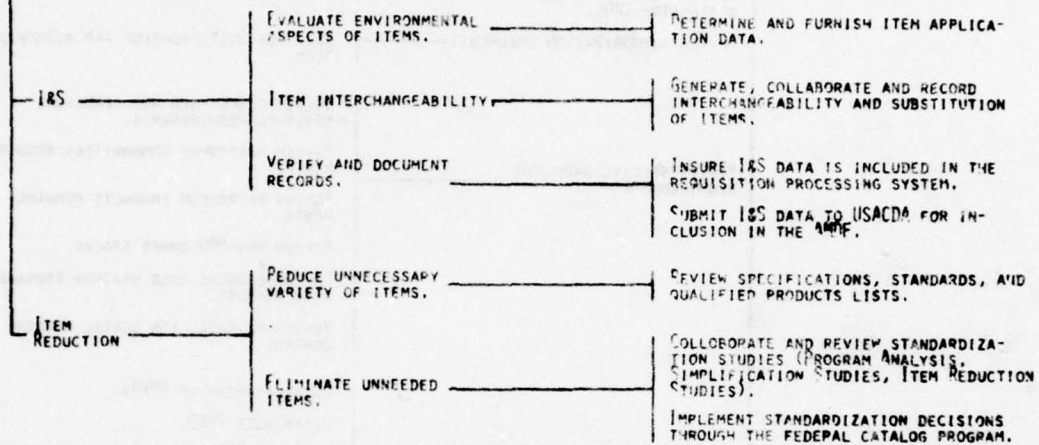 EVALUATE ENVIRONMENTAL
ASPECTS OF ITEMS.
DETERMINE AND FURNISH ITEM APPLICA-
TION DATA.
I&S
ITEM INTERCHANGEABILITY
GENERATE, COLLABORATE AND RECORD
INTERCHANGEABILITY AND SUBSTITUTION
OF ITEMS.
VERIFY AND DOCUMENT
RECORDS.
INSURE I&S DATA IS INCLUDED IN THE
REQUISITION PROCESSING SYSTEM.
SUBMIT I&S DATA TO USACDA FOR IN-
CLUSION IN THE
ITEM
REDUCTION
REDUCE UNNECESSARY
VARIETY OF ITEMS.
REVIEW SPECIFICATIONS, STANDARDS, AND
QUALIFIED PRODUCTS LISTS.
ELIMINATE UNNEEDED
ITEMS.
COLLOBORATE AND REVIEW STANDARDIZA-
TION STUDIES (PROGRAM ANALYSIS,
SIMPLIFICATION STUDIES, ITEM REDUCTION
STUDIES).
IMPLEMENT STANDARDIZATION DECISIONS
THROUGH THE FEDERAL CATALOG PROGRAM.